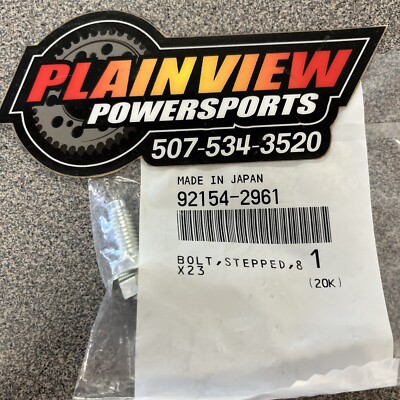 PLAINVIEW
POWERSPORTS
507-534-3520
MADE IN JAPAN
92154-2961
BOLT,STEPPED,8 1
X23
(20K)